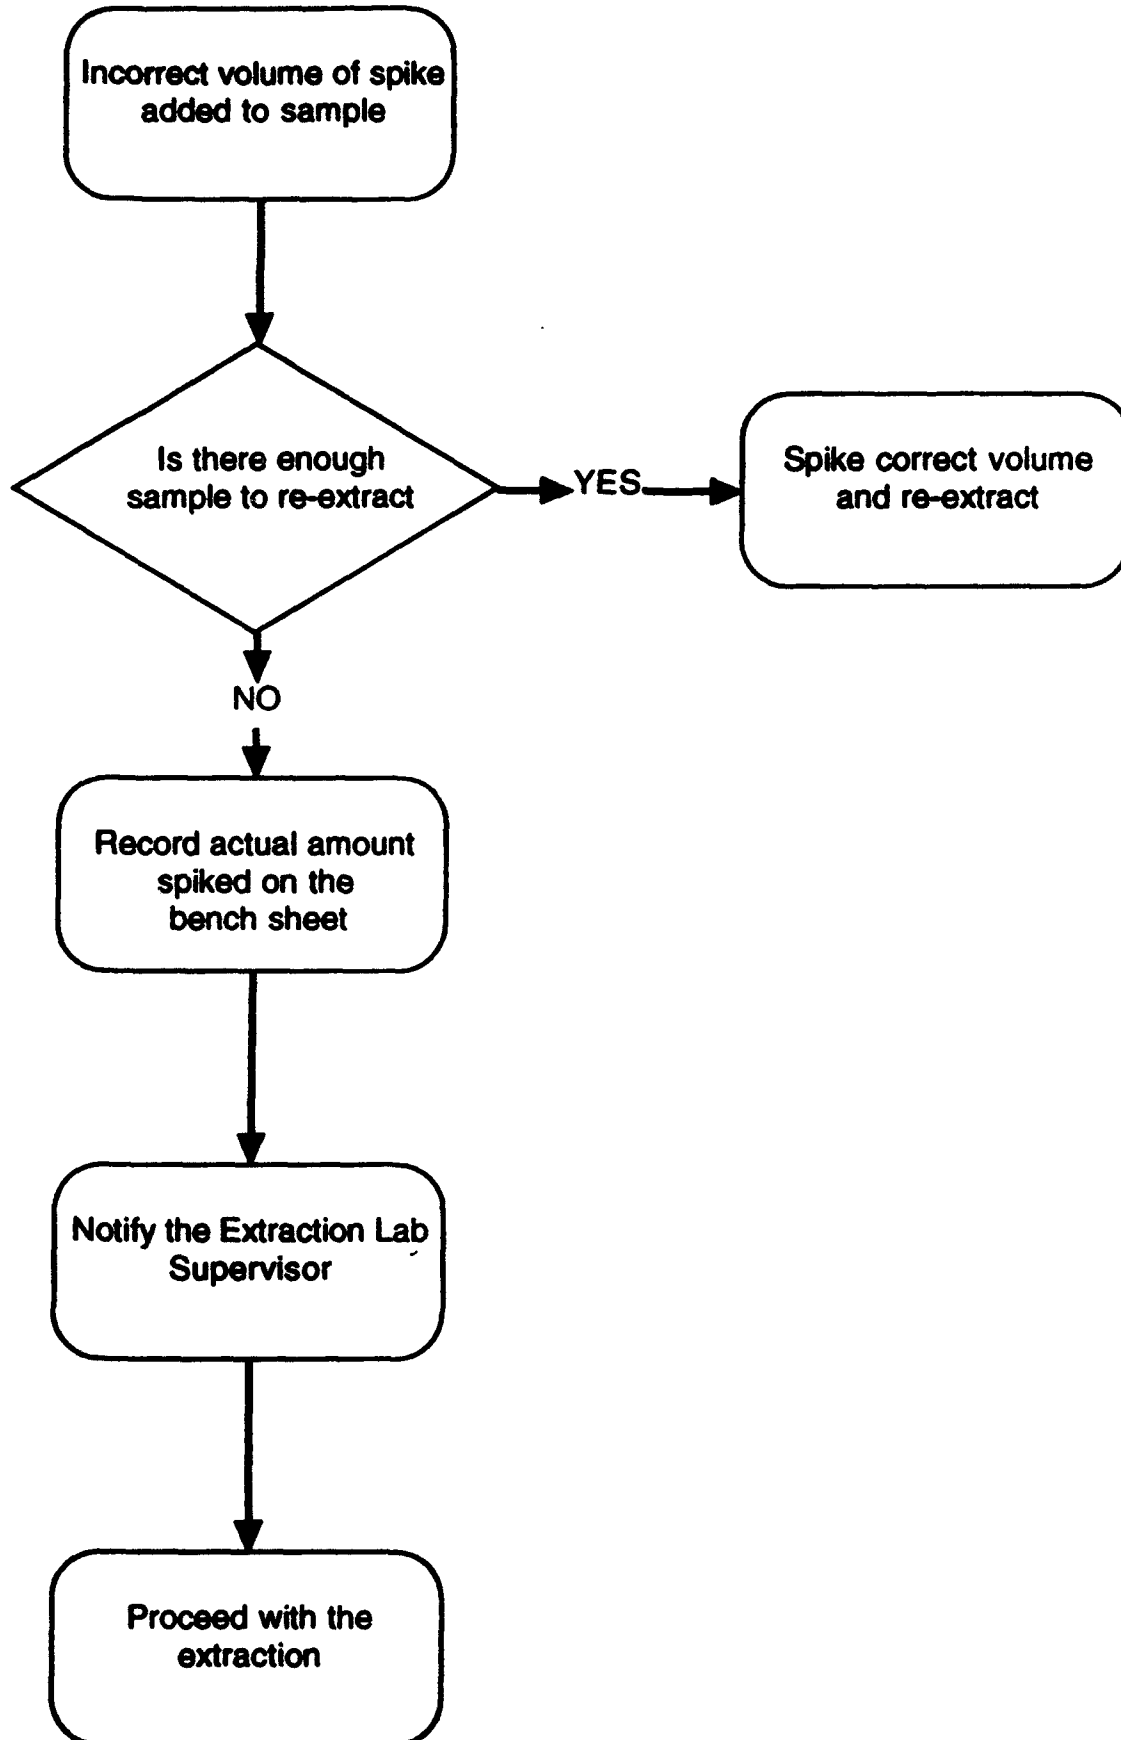 Incorrect volume of spike
added to sample
Is there enough
sample to re-extract
YES
Spike correct volume
and re-extract
NO
Record actual amount
spiked on the
bench sheet
Notify the Extraction Lab
Supervisor
Proceed with the
extraction